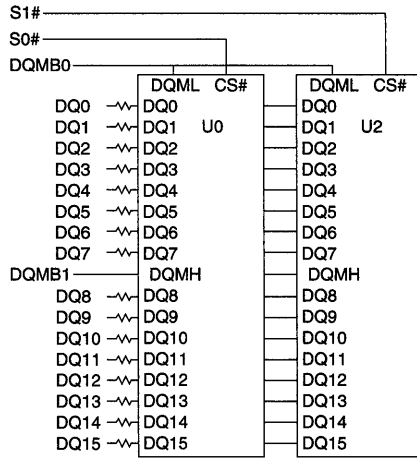 S1#
S0#
DQMB0
DQML CS# DQML CS#
DQ0 DQ0 DQ0
DQ1 DQ1 U0 DQ1 U2
DQ2 DQ2 DQ2
DQ3 DQ3 DQ3
DQ4 DQ4 DQ4
DQ5 DQ5 DQ5
DQ6 DQ6 DQ6
DQ7 DQ7 DQ7
DQMB1 DQMH DQMH
DQ8 DQ8 DQ8
DQ9 DQ9 DQ9
DQ10 DQ10 DQ10
DQ11 DQ11 DQ11
DQ12 DQ12 DQ12
DQ13 DQ13 DQ13
DQ14 DQ14 DQ14
DQ15 DQ15 DQ15